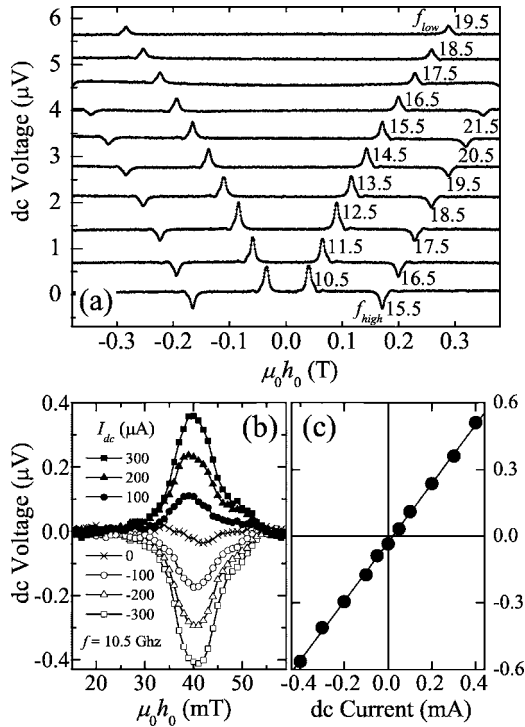 6
5
4
3
2
1
0
dc Voltage (μV)
f_low 19.5
18.5
17.5
16.5
15.5
21.5
14.5
20.5
13.5
19.5
12.5
18.5
11.5
17.5
10.5
16.5
f_high 15.5
(a)
-0.3 -0.2 -0.1 0.0 0.1 0.2 0.3
μ₀h₀ (T)
0.4
0.2
0.0
-0.2
-0.4
dc Voltage (μV)
(b)
I_dc (μA)
300
200
100
0
-100
-200
-300
f = 10.5 Ghz
20 30 40 50
μ₀h₀ (mT)
(c)
0.6
0.3
0.0
-0.3
-0.6
-0.4 -0.2 0.0 0.2 0.4
dc Current (mA)